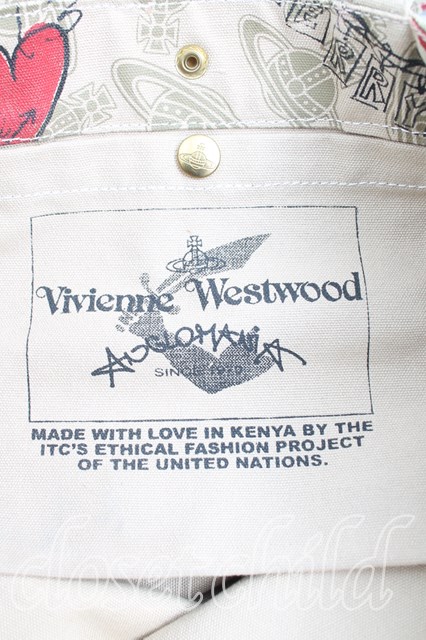 Vivienne Westwood
ANGLOMANIA
SINCE 1970
MADE WITH LOVE IN KENYA BY THE
ITC'S ETHICAL FASHION PROJECT
OF THE UNITED NATIONS.
closet child